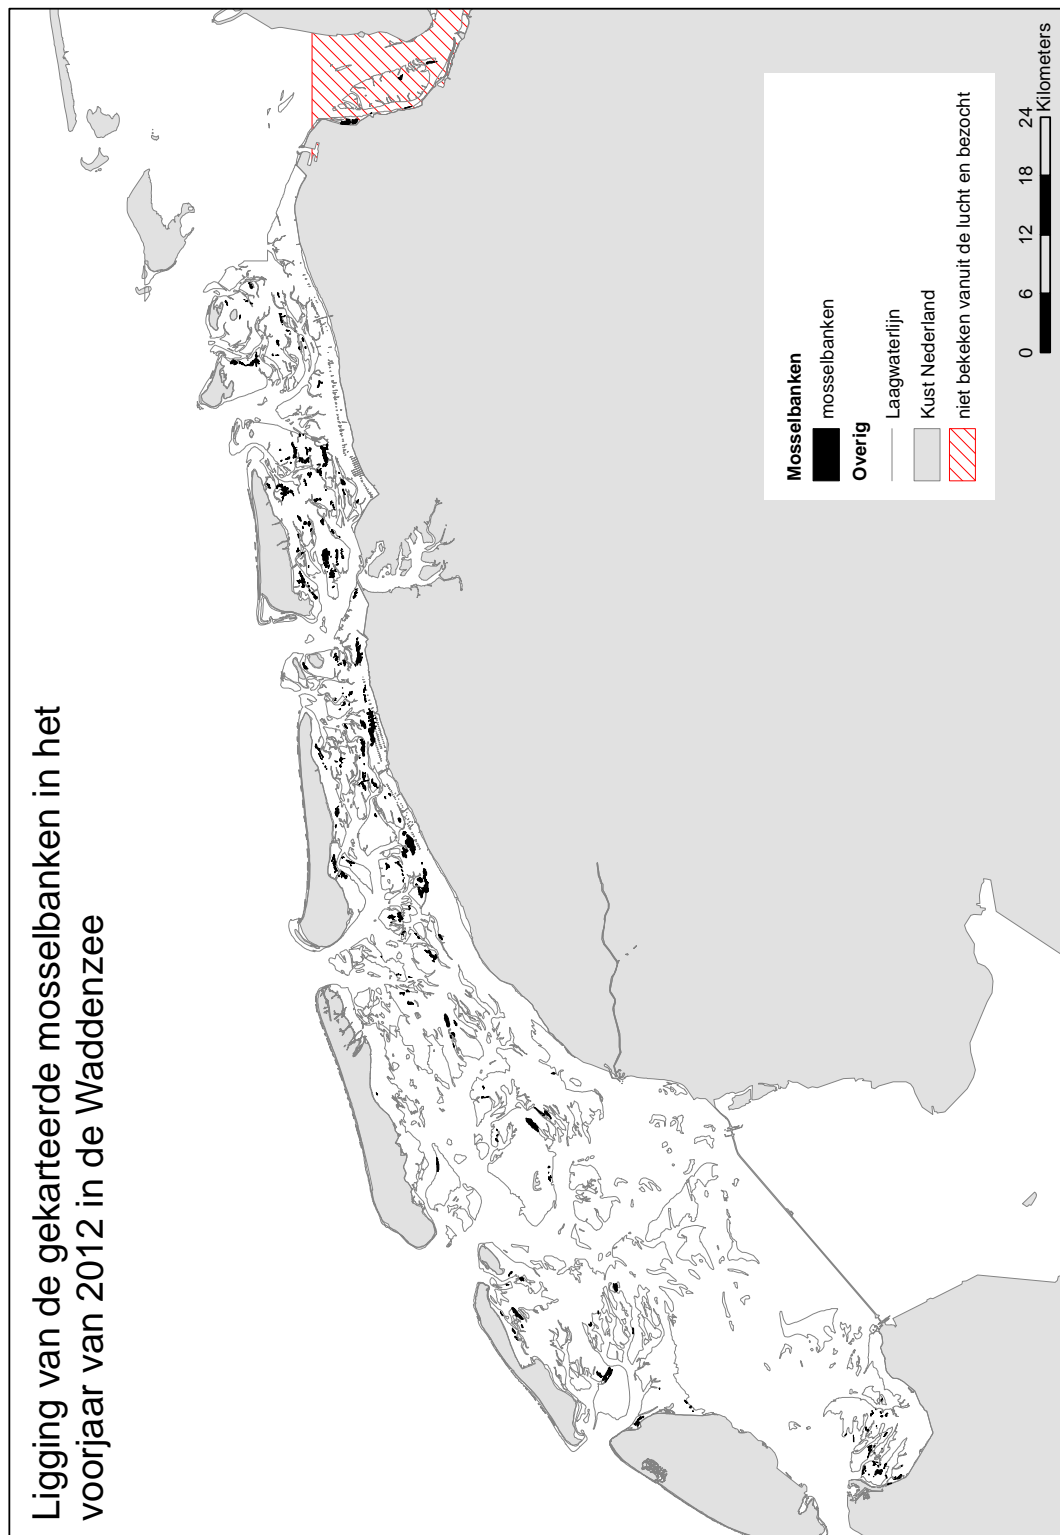 Ligging van de gekarteerde mosselbanken in het
voorjaar van 2012 in de Waddenzee
Mosselbanken
mosselbanken
Overig
Laagwaterlijn
Kust Nederland
niet bekeken vanuit de lucht en bezocht
0 6 12 18 24
Kilometers